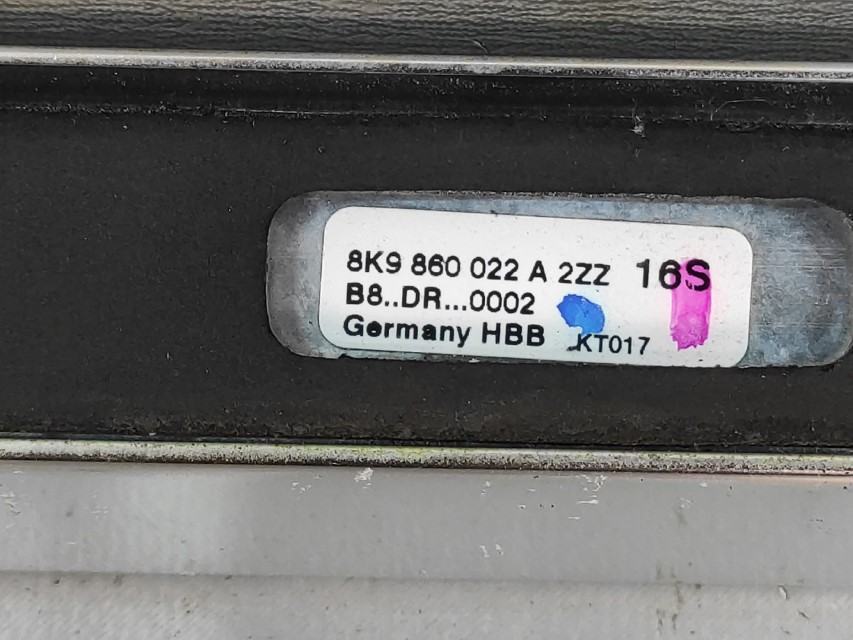 8K9 860 022 A 2ZZ 16S
B8..DR...0002
Germany HBB KT017